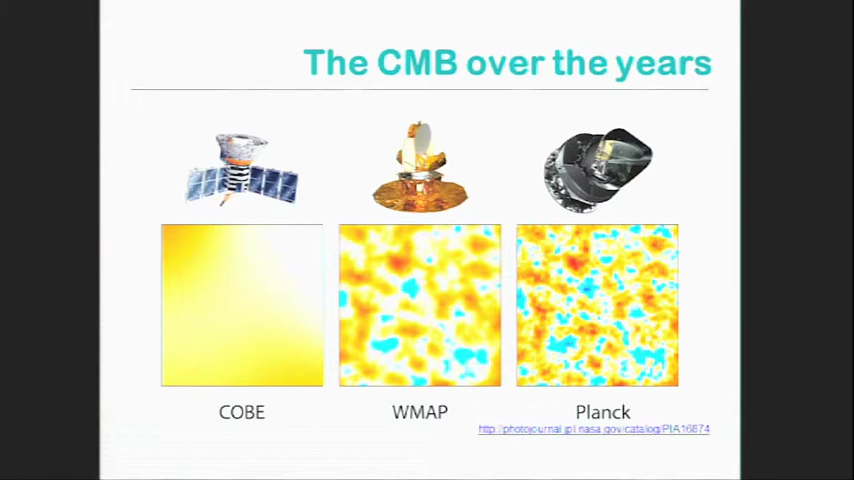 The CMB over the years
COBE
WMAP
Planck
http://photojournal.jpl.nasa.gov/catalog/PIA16874